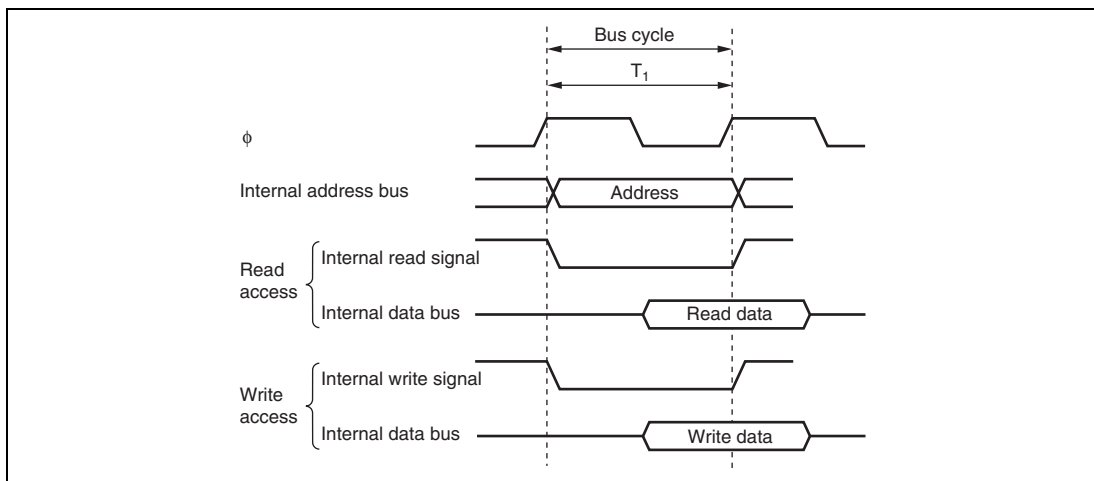 Bus cycle
T1
ϕ
Internal address bus
Address
Read access
Internal read signal
Internal data bus
Read data
Write access
Internal write signal
Internal data bus
Write data